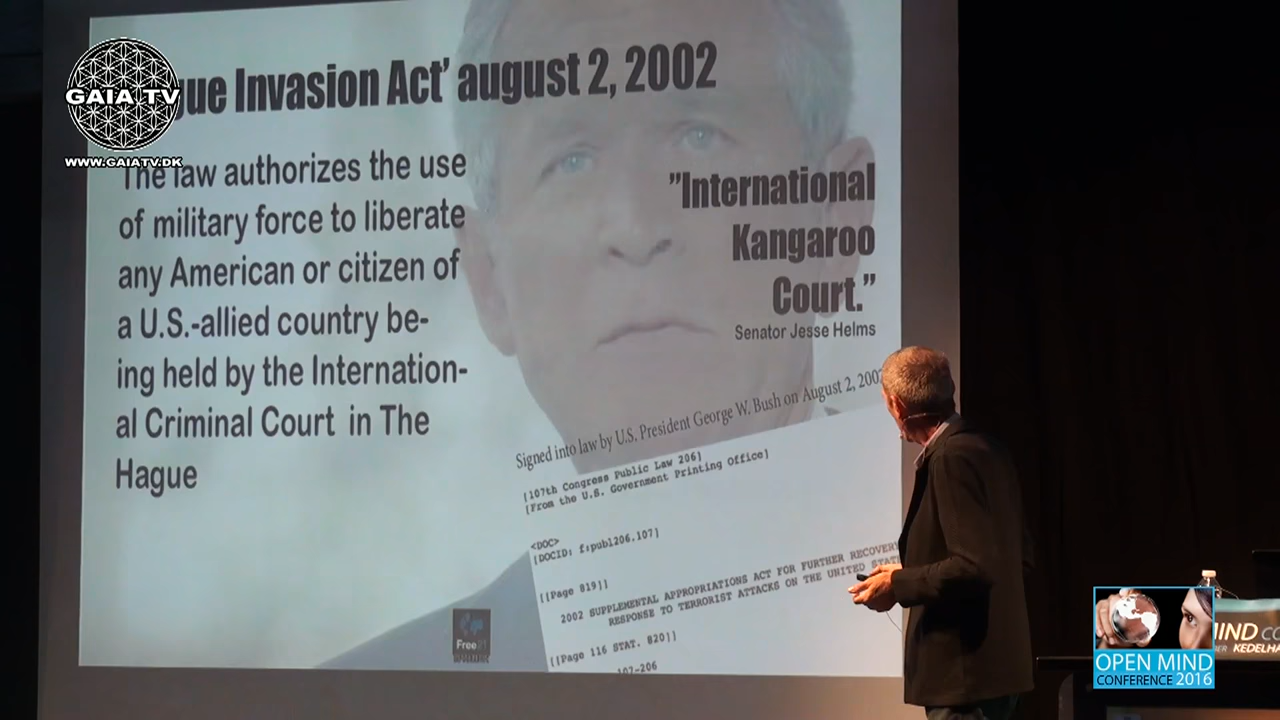 GAIA TV
WWW.GAIATV.DK
gue Invasion Act’ august 2, 2002
The law authorizes the use
of military force to liberate
any American or citizen of
a U.S.-allied country be-
ing held by the Internation-
al Criminal Court in The
Hague
”International
Kangaroo
Court.”
Senator Jesse Helms
Signed into law by U.S. President George W. Bush on August 2, 2002
[107th Congress Public Law 206]
[From the U.S. Government Printing Office]
<DOC>
[DOCID: f:publ206.107]
[[Page 819]]
2002 SUPPLEMENTAL APPROPRIATIONS ACT FOR FURTHER RECOVERY
RESPONSE TO TERRORIST ATTACKS ON THE UNITED STAT
[[Page 116 STAT. 820]]
107-206
Free21
MIND CO
KEDELHA
OPEN MIND
CONFERENCE 2016